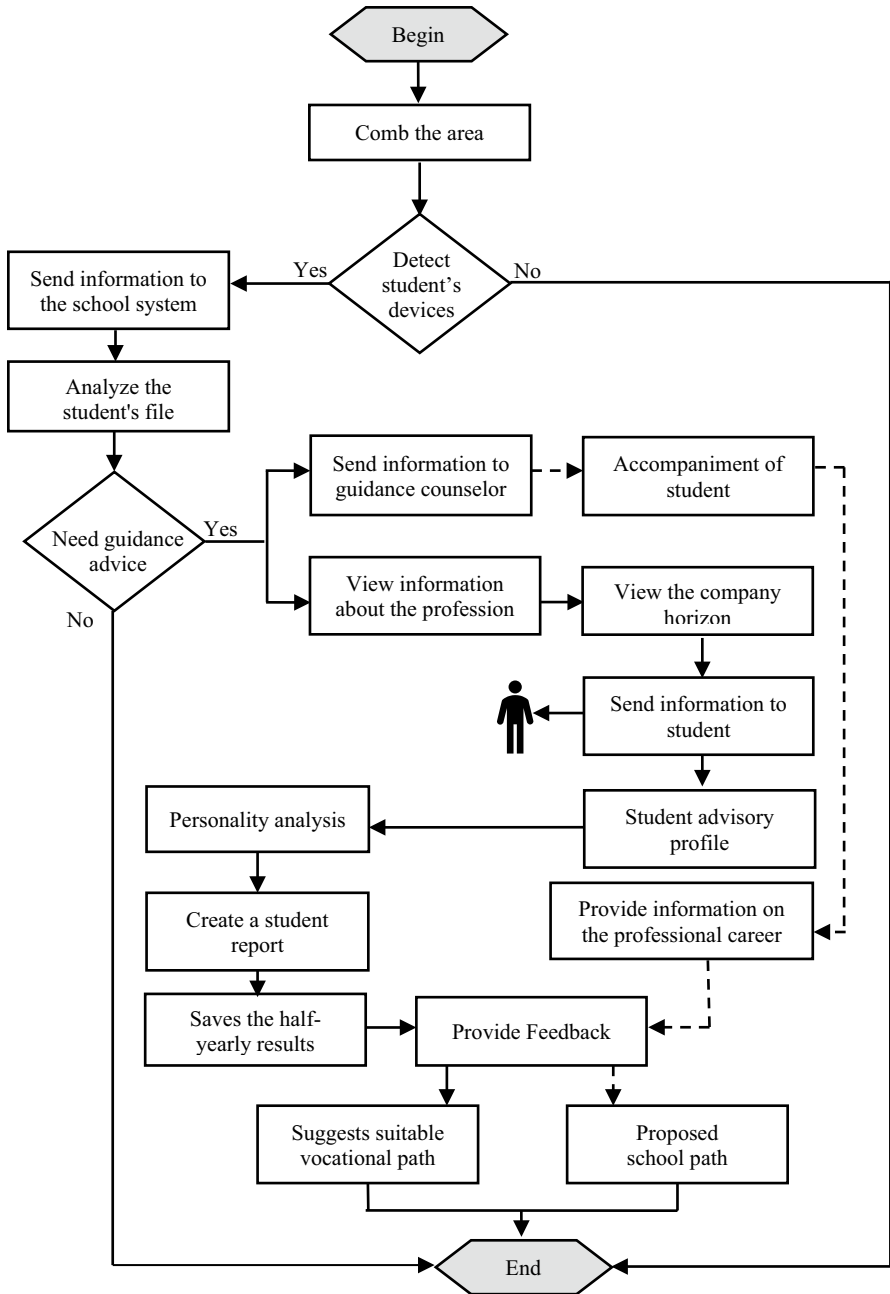 Begin
Comb the area
Detect
student’s
devices
Yes
No
Send information to
the school system
Analyze the
student's file
Need guidance
advice
Yes
No
Send information to
guidance counselor
Accompaniment of
student
View information
about the profession
View the company
horizon
Send information to
student
Student advisory
profile
Personality analysis
Create a student
report
Provide information on
the professional career
Saves the half-
yearly results
Provide Feedback
Suggests suitable
vocational path
Proposed
school path
End